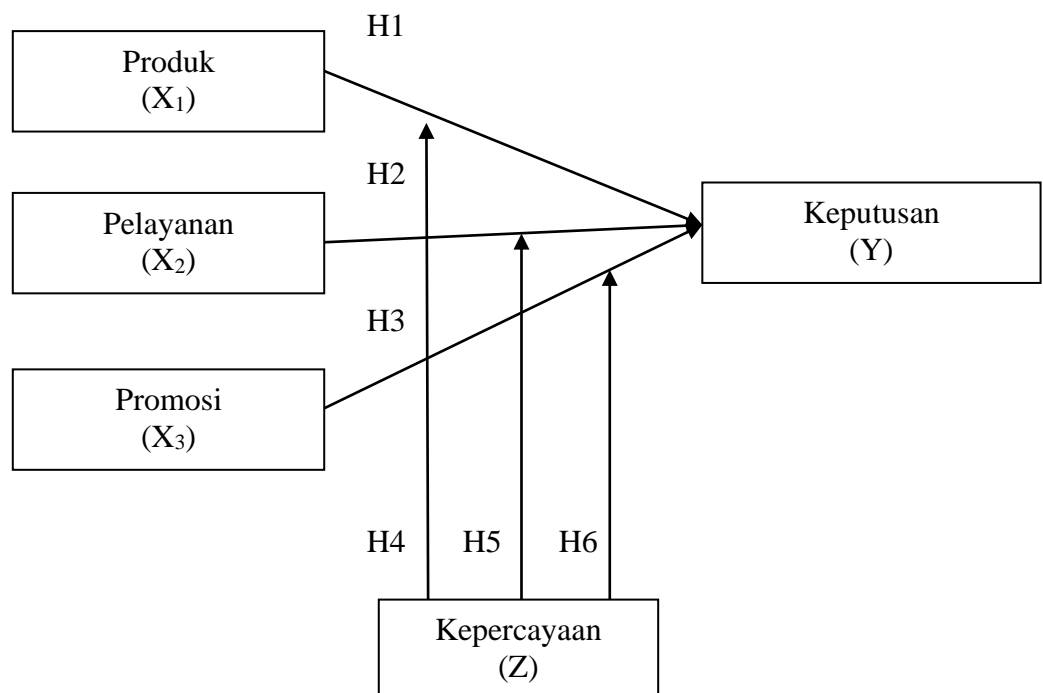 H1
Produk
(X₁)
H2
Pelayanan
(X₂)
Keputusan
(Y)
H3
Promosi
(X₃)
H4 H5 H6
Kepercayaan
(Z)